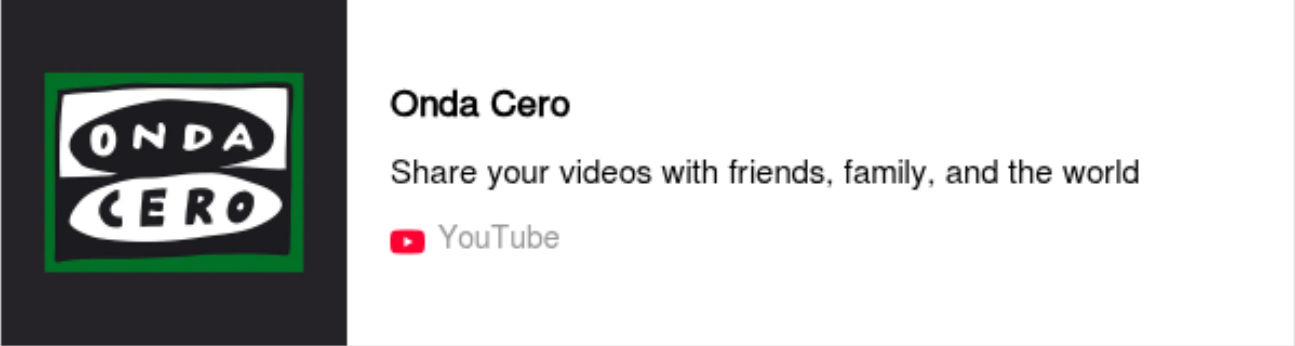 ONDA
CERO
Onda Cero
Share your videos with friends, family, and the world
YouTube